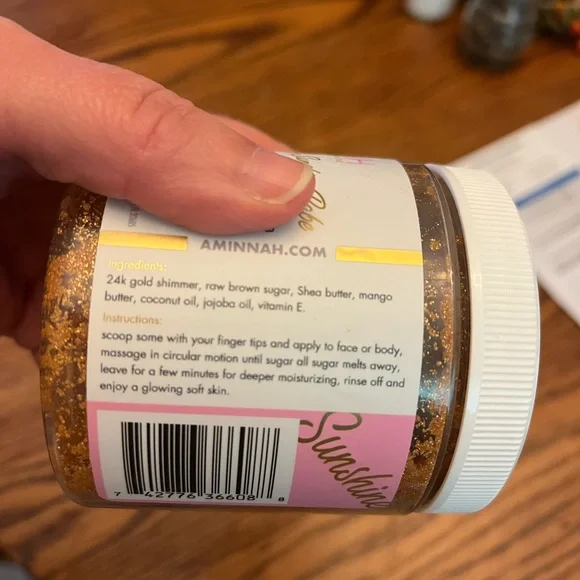 AMINNAH.COM
Ingredients:
24k gold shimmer, raw brown sugar, Shea butter, mango
butter, coconut oil, jojoba oil, vitamin E.
Instructions:
scoop some with your finger tips and apply to face or body,
massage in circular motion until sugar all sugar melts away,
leave for a few minutes for deeper moisturizing, rinse off and
enjoy a glowing soft skin.
Sunshine
7 42776 36608 8